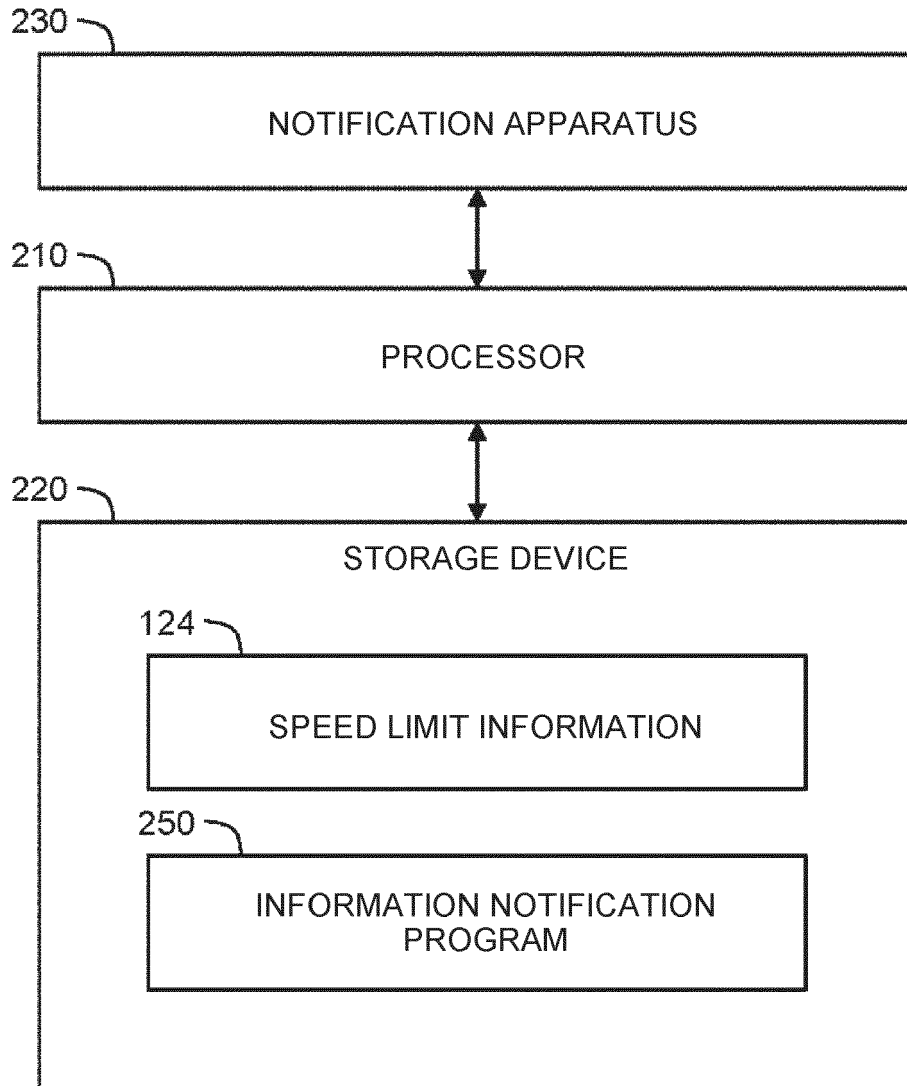 230
NOTIFICATION APPARATUS
210
PROCESSOR
220
STORAGE DEVICE
124
SPEED LIMIT INFORMATION
250
INFORMATION NOTIFICATION
PROGRAM